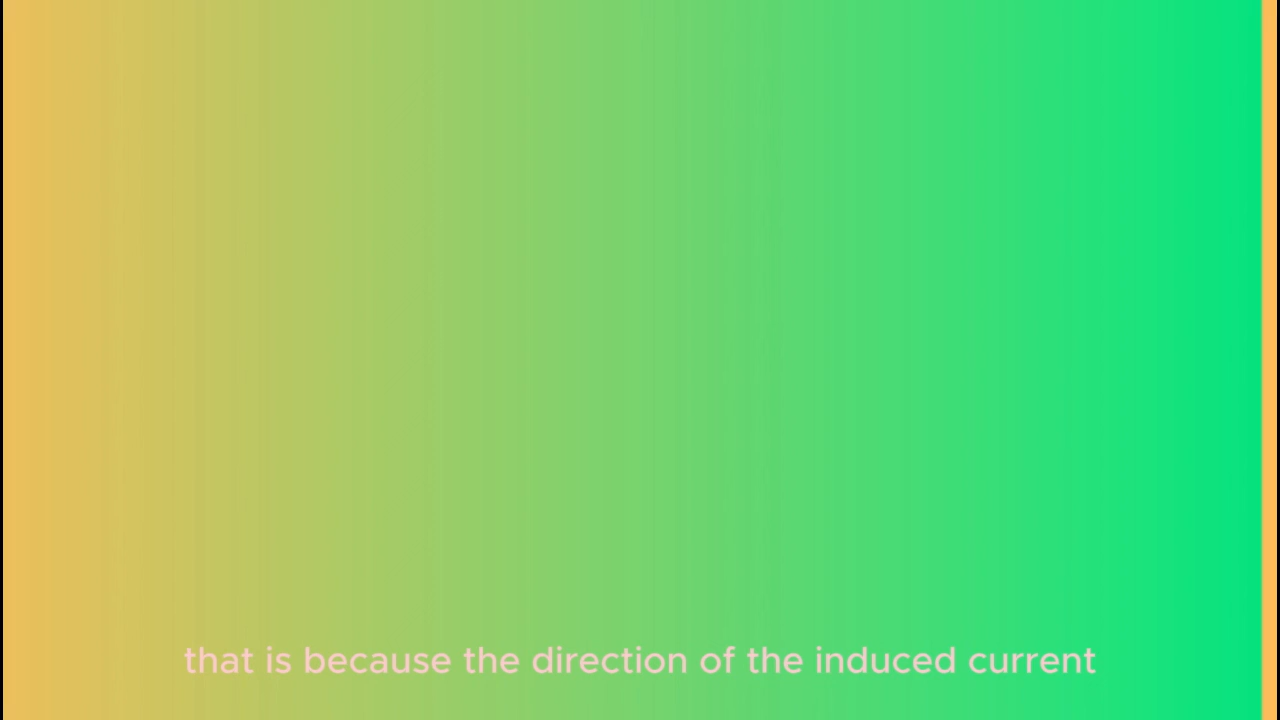 that is because the direction of the induced current